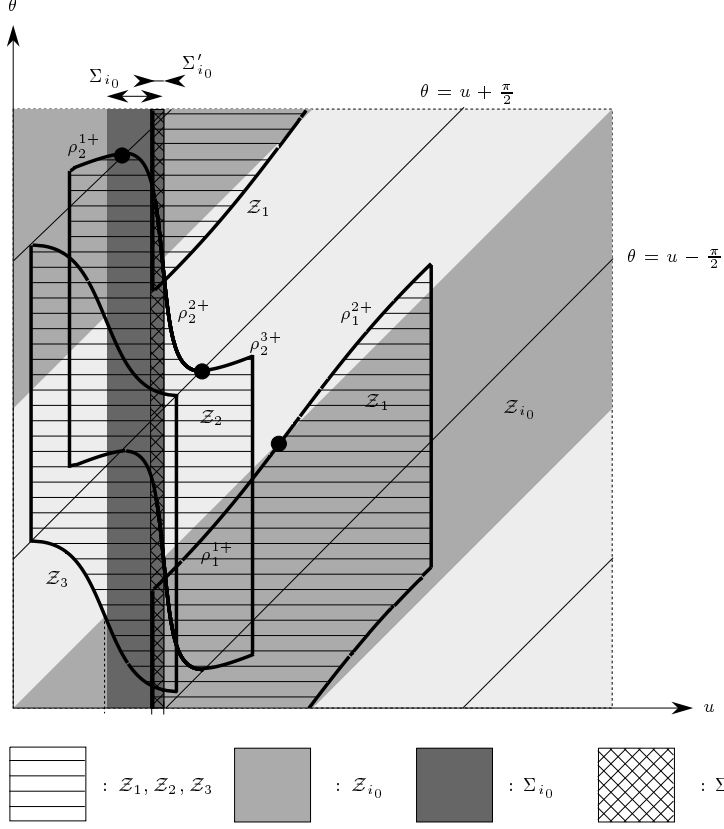 θ
Σ_{i_0} Σ'_{i_0}
θ = u + π/2
ρ_2^{1+}
𝒵_1
θ = u − π/2
ρ_2^{2+} ρ_1^{2+}
ρ_2^{3+}
𝒵_2 𝒵_1 𝒵_{i_0}
ρ_1^{1+}
𝒵_3
u
: 𝒵_1, 𝒵_2, 𝒵_3 : 𝒵_{i_0} : Σ_{i_0} : Σ